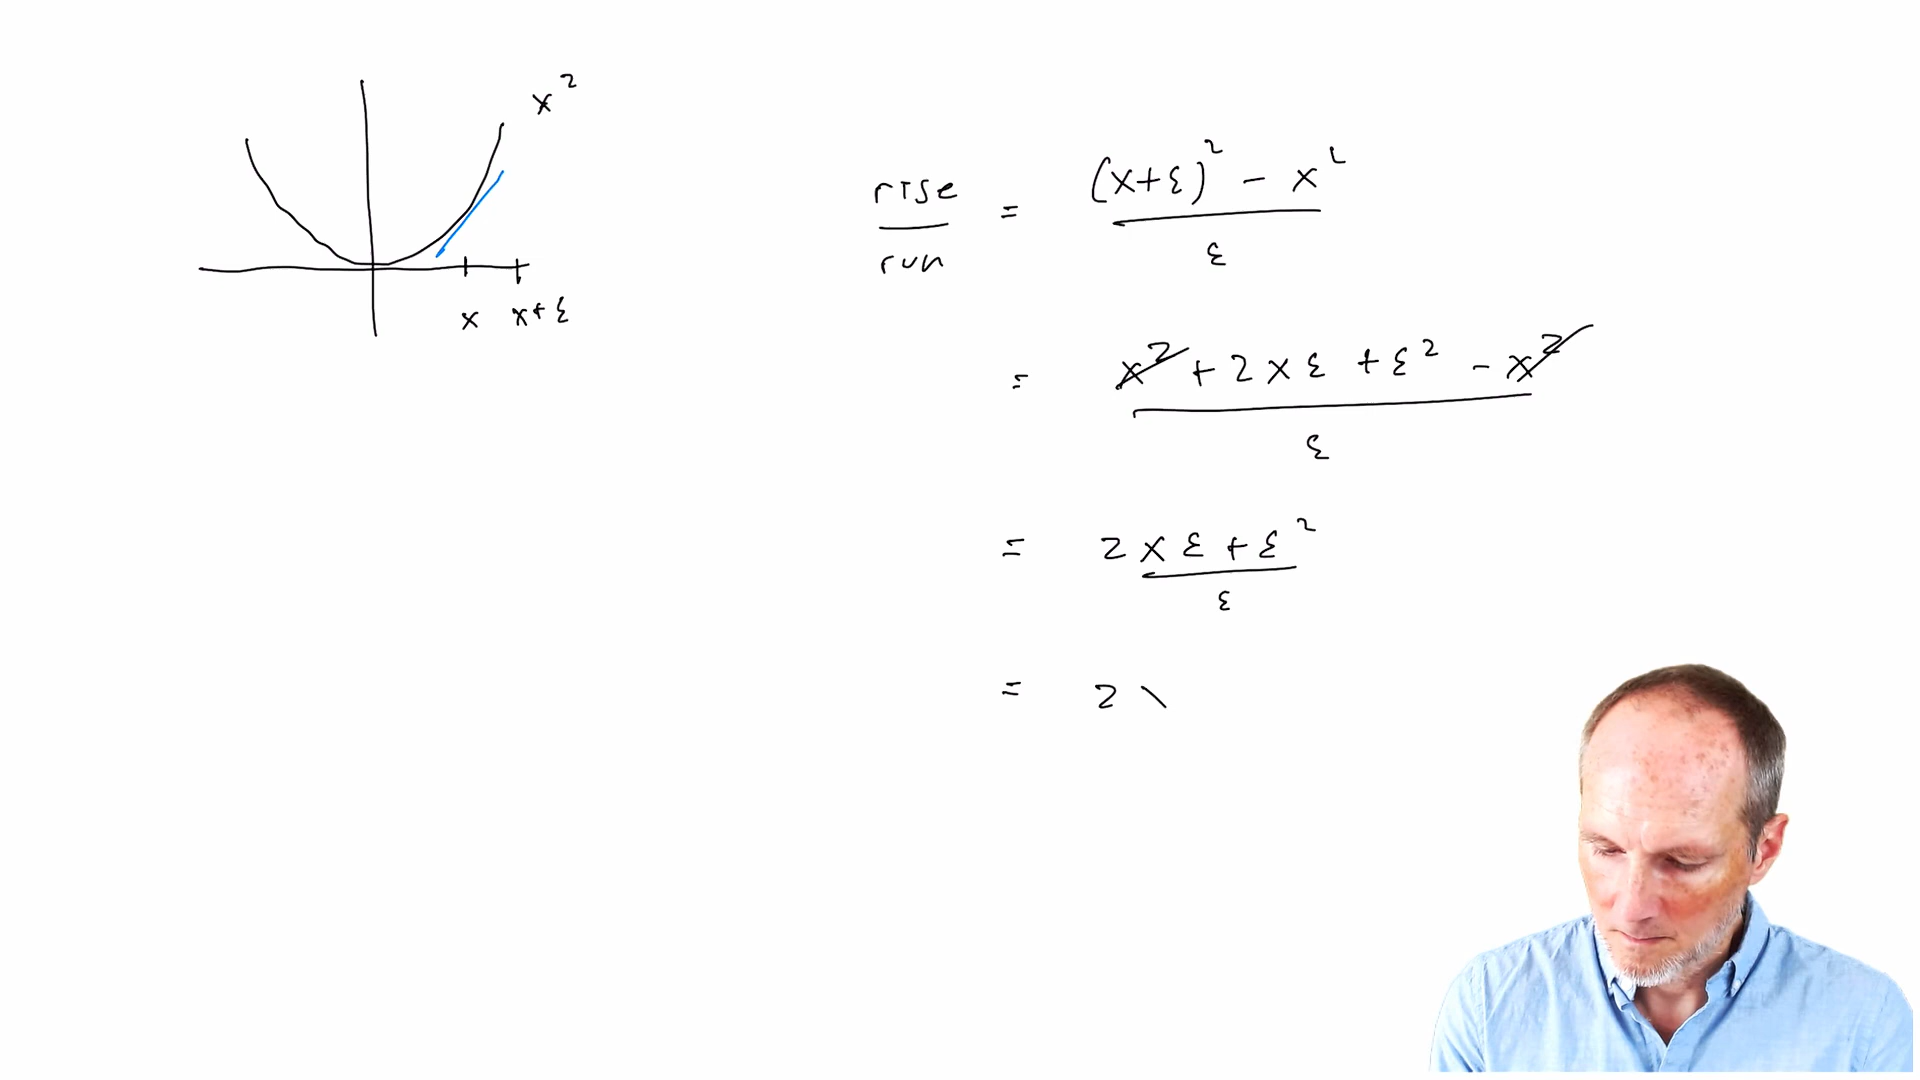 x²
x x+ε
rise/run = ((x+ε)² - x²)/ε
= (x² + 2xε + ε² - x²)/ε
= 2xε + ε²/ε
= 2 \